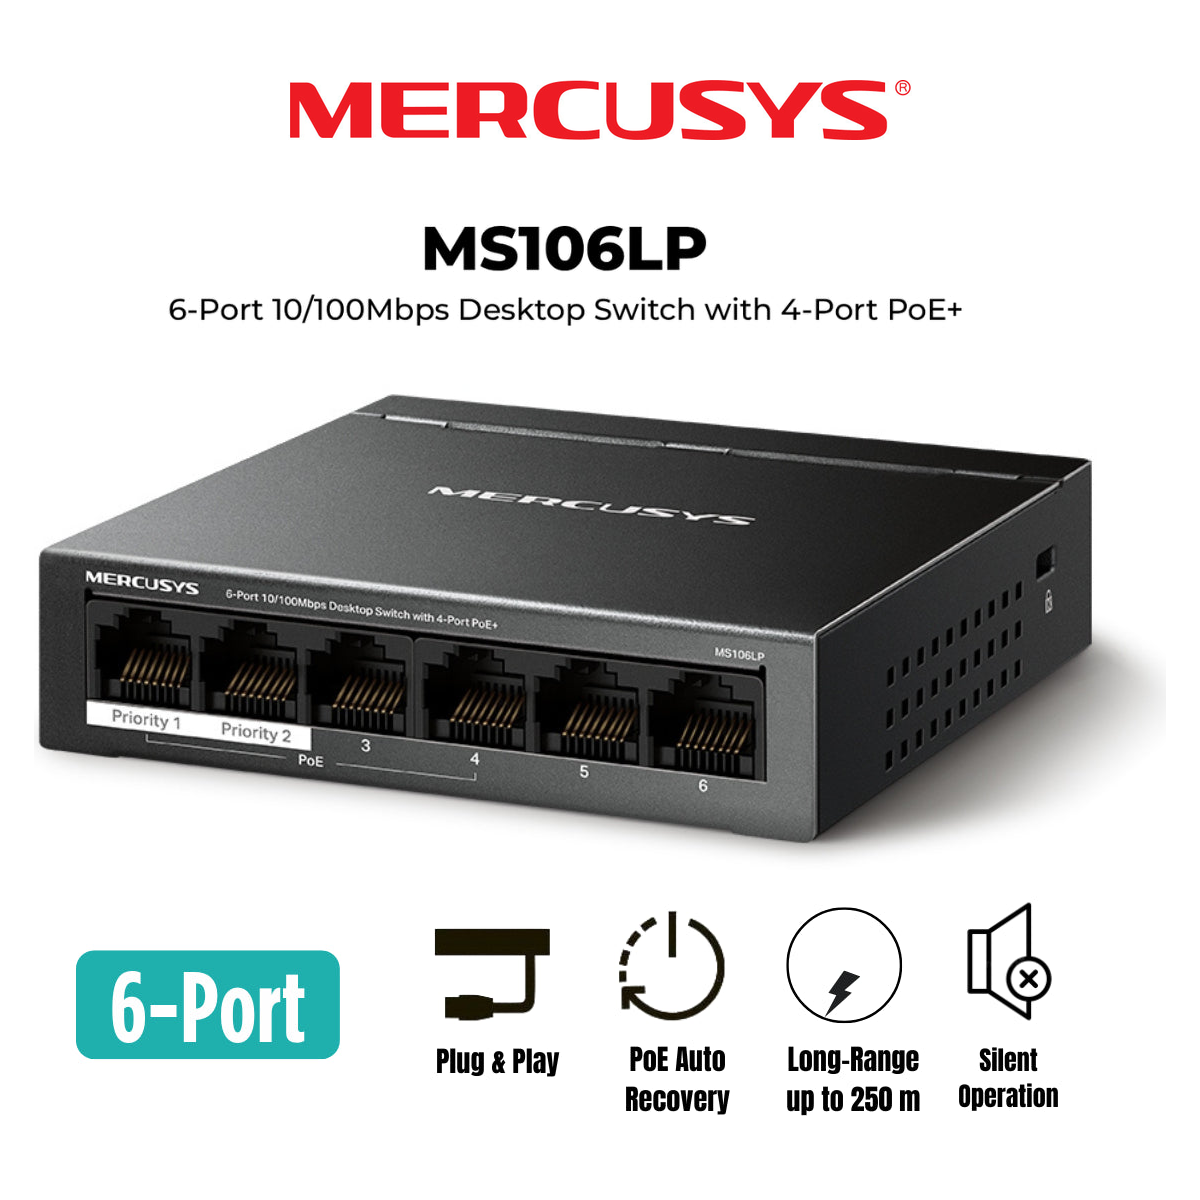 MERCUSYS®
MS106LP
6-Port 10/100Mbps Desktop Switch with 4-Port PoE+
MERCUSYS
MERCUSYS
6-Port 10/100Mbps Desktop Switch with 4-Port PoE+
MS106LP
Priority 1
Priority 2
3
4
5
6
PoE
6-Port
Plug & Play
PoE Auto
Recovery
Long-Range
up to 250 m
Silent
Operation